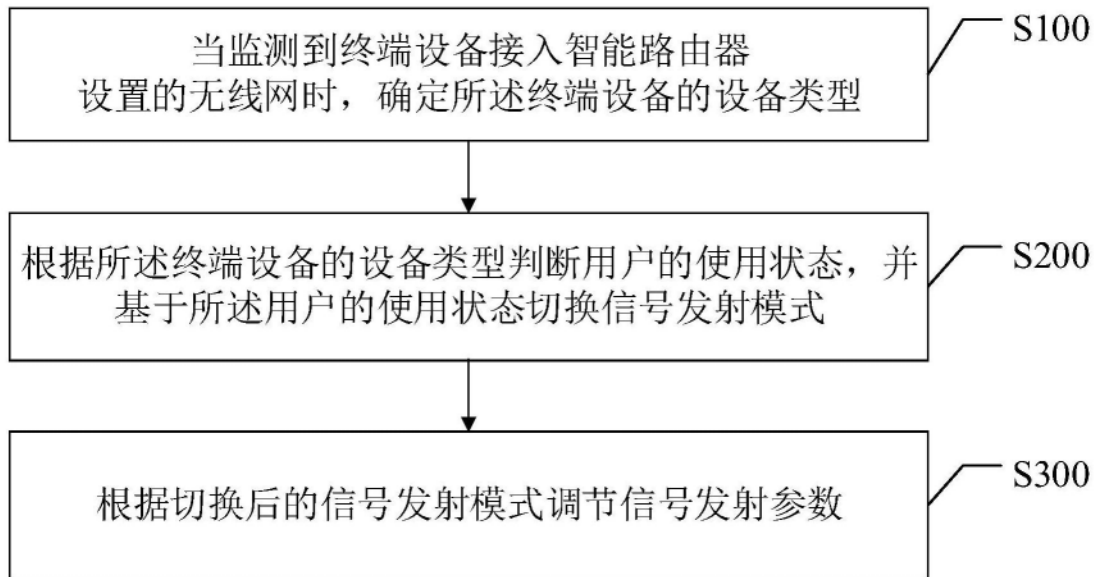 当监测到终端设备接入智能路由器
设置的无线网时，确定所述终端设备的设备类型
S100
根据所述终端设备的设备类型判断用户的使用状态，并
基于所述用户的使用状态切换信号发射模式
S200
根据切换后的信号发射模式调节信号发射参数
S300